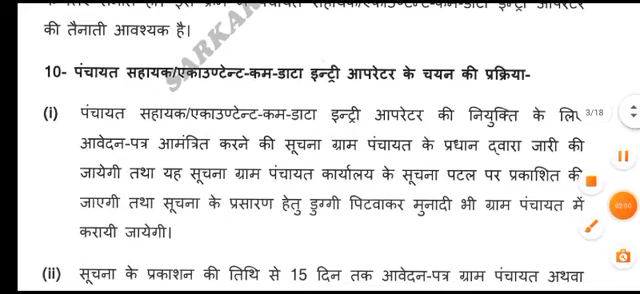 की तैनाती आवश्यक है।
SARKAR
10- पंचायत सहायक/एकाउण्टेन्ट-कम-डाटा इन्ट्री आपरेटर के चयन की प्रक्रिया-
(i) पंचायत सहायक/एकाउण्टेन्ट-कम-डाटा इन्ट्री आपरेटर की नियुक्ति के लिए 3/18
आवेदन-पत्र आमंत्रित करने की सूचना ग्राम पंचायत के प्रधान द्वारा जारी की
जायेगी तथा यह सूचना ग्राम पंचायत कार्यालय के सूचना पटल पर प्रकाशित की
जाएगी तथा सूचना के प्रसारण हेतु डुग्गी पिटवाकर मुनादी भी ग्राम पंचायत में
करायी जायेगी।
(ii) सूचना के प्रकाशन की तिथि से 15 दिन तक आवेदन-पत्र ग्राम पंचायत अथवा